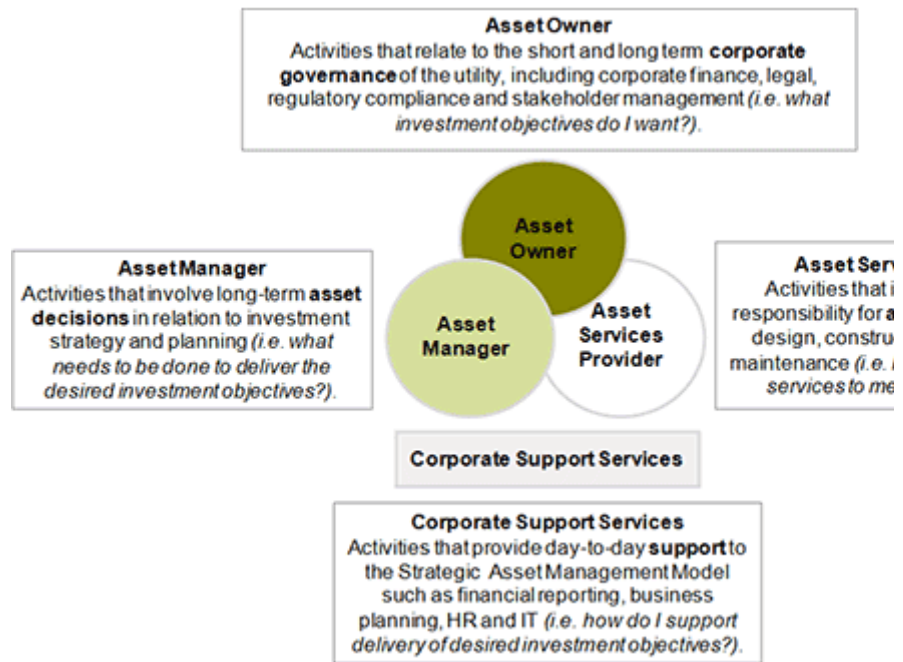 Asset Owner
Activities that relate to the short and long term corporate
governance of the utility, including corporate finance, legal,
regulatory compliance and stakeholder management (i.e. what
investment objectives do I want?).
Asset
Owner
Asset Manager
Activities that involve long-term asset
decisions in relation to investment
strategy and planning (i.e. what
needs to be done to deliver the
desired investment objectives?).
Asset
Manager
Asset
Services
Provider
Asset
Activities that
responsibility for
design,
maintenance (i.e.
services to
Corporate Support Services
Corporate Support Services
Activities that provide day-to-day support to
the Strategic Asset Management Model
such as financial reporting, business
planning, HR and IT (i.e. how do I support
delivery of desired investment objectives?).